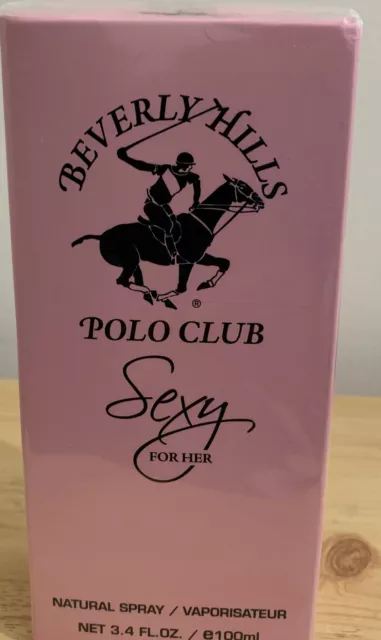 BEVERLY HILLS
®
POLO CLUB
Sexy
FOR HER
NATURAL SPRAY / VAPORISATEUR
NET 3.4 FL.OZ. / ℮100ml